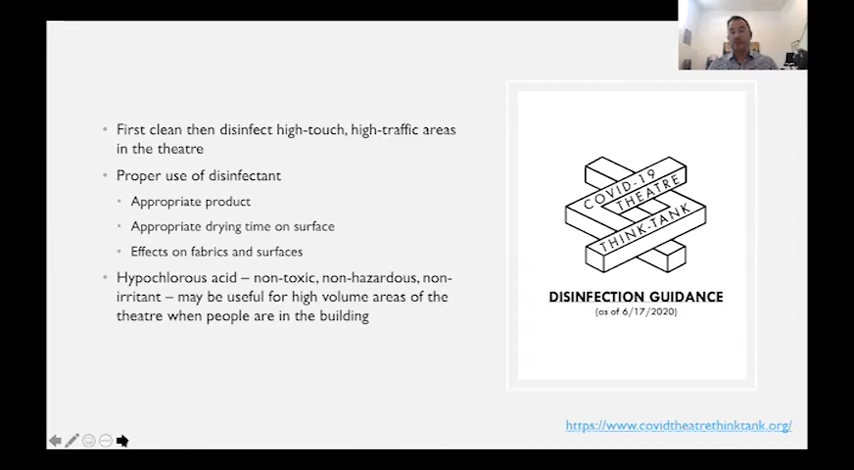 First clean then disinfect high-touch, high-traffic areas
in the theatre
Proper use of disinfectant
Appropriate product
Appropriate drying time on surface
Effects on fabrics and surfaces
Hypochlorous acid – non-toxic, non-hazardous, non-
irritant – may be useful for high volume areas of the
theatre when people are in the building
COVID-19
THEATRE
THINK-TANK
DISINFECTION GUIDANCE
(as of 6/17/2020)
https://www.covidtheatrethinktank.org/